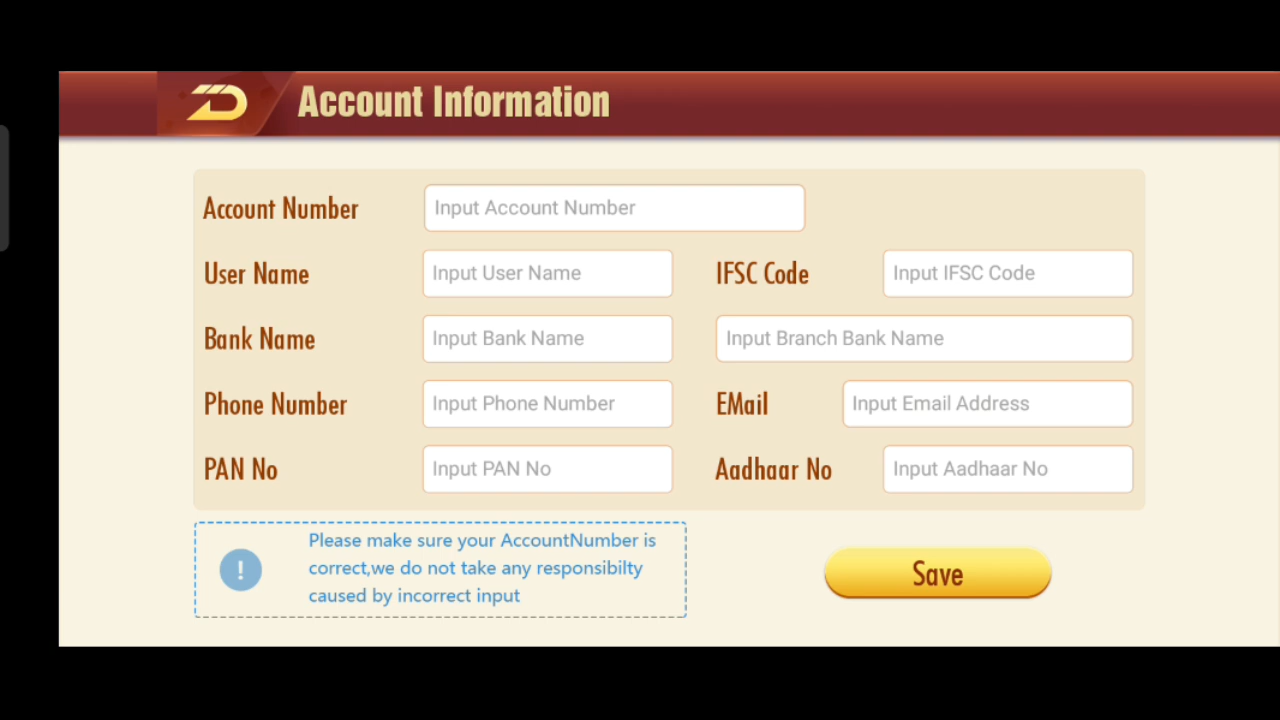 Account Information
Account Number Input Account Number
User Name Input User Name IFSC Code Input IFSC Code
Bank Name Input Bank Name Input Branch Bank Name
Phone Number Input Phone Number EMail Input Email Address
PAN No Input PAN No Aadhaar No Input Aadhaar No
Please make sure your AccountNumber is
correct,we do not take any responsibilty
caused by incorrect input
Save